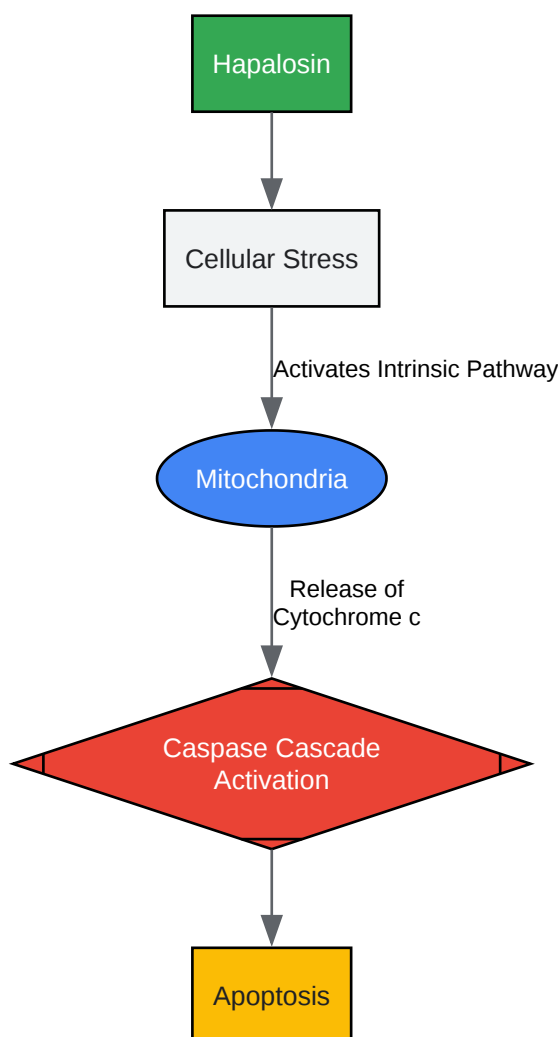 Hapalosin
Cellular Stress
Activates Intrinsic Pathway
Mitochondria
Release of
Cytochrome c
Caspase Cascade
Activation
Apoptosis